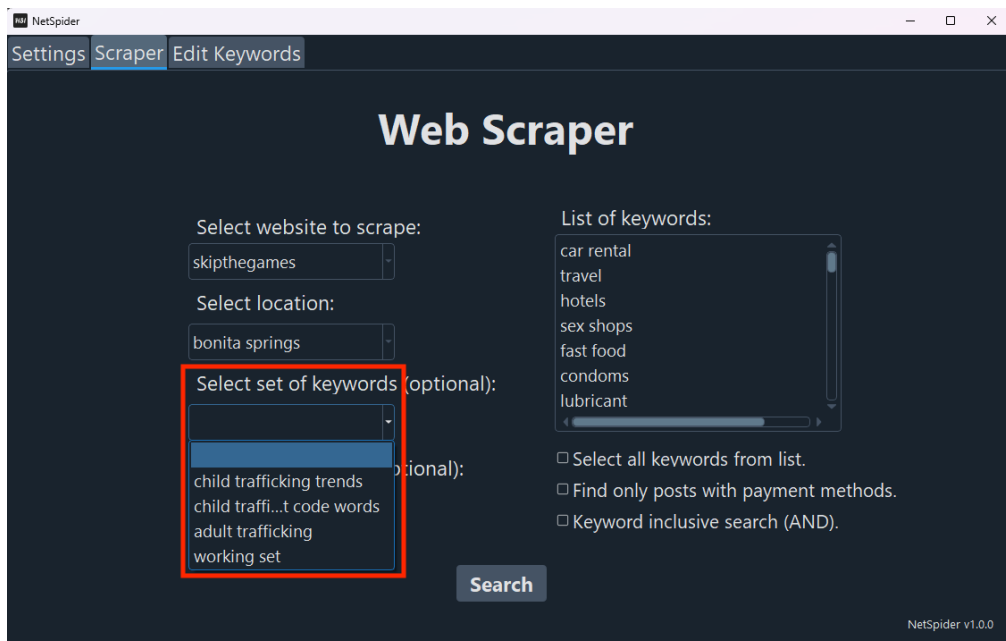 NetSpider
Settings Scraper Edit Keywords
Web Scraper
Select website to scrape:
skipthegames
Select location:
bonita springs
Select set of keywords (optional):
child trafficking trends
child traffi...t code words
adult trafficking
working set
tional):
List of keywords:
car rental
travel
hotels
sex shops
fast food
condoms
lubricant
Select all keywords from list.
Find only posts with payment methods.
Keyword inclusive search (AND).
Search
NetSpider v1.0.0